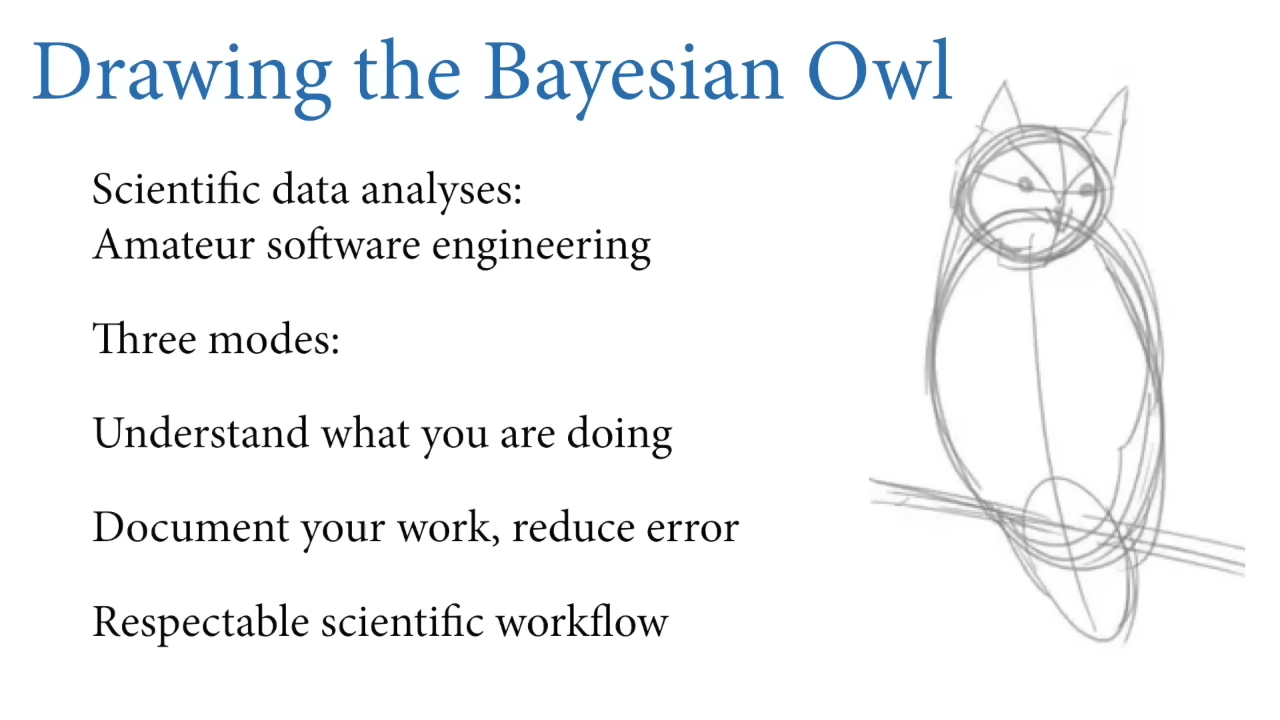 Drawing the Bayesian Owl
Scientific data analyses:
Amateur software engineering
Three modes:
Understand what you are doing
Document your work, reduce error
Respectable scientific workflow